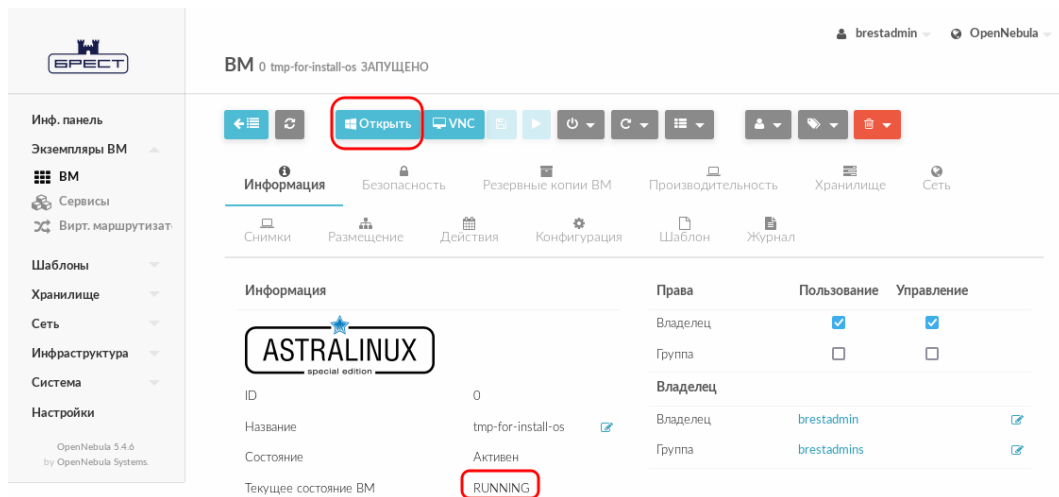 brestadmin OpenNebula
БРЕСТ
ВМ 0 tmp-for-install-os ЗАПУЩЕНО
Открыть VNC
Инф. панель
Экземпляры ВМ
ВМ
Сервисы
Вирт. маршрутизат
Шаблоны
Хранилище
Сеть
Инфраструктура
Система
Настройки
OpenNebula 5.4.6
by OpenNebula Systems.
Информация Безопасность Резервные копии ВМ Производительность Хранилище Сеть
Снимки Размещение Действия Конфигурация Шаблон Журнал
Информация
ASTRALINUX
special edition
ID 0
Название tmp-for-install-os
Состояние Активен
Текущее состояние ВМ RUNNING
Права Пользование Управление
Владелец
Группа
Владелец
Владелец brestadmin
Группа brestadmins